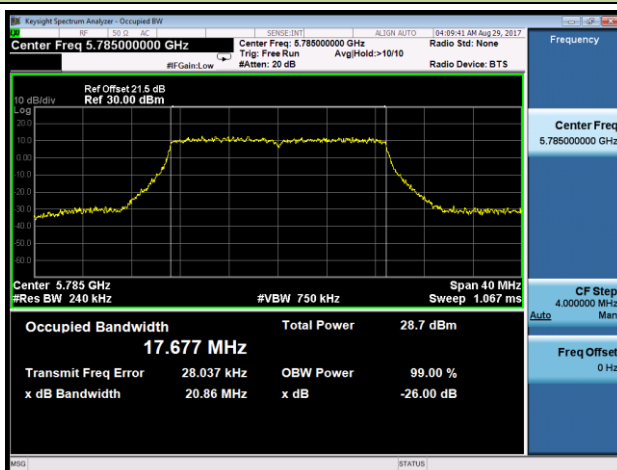 Keysight Spectrum Analyzer - Occupied BW
RF 50 Ω AC SENSE:INT ALIGN AUTO 04:09:41 AM Aug 29, 2017
Center Freq 5.785000000 GHz Center Freq: 5.785000000 GHz Radio Std: None
Trig: Free Run Avg|Hold:>10/10
#IFGain:Low #Atten: 20 dB Radio Device: BTS
Frequency
Ref Offset 21.5 dB
10 dB/div Ref 30.00 dBm
Log
20.0
10.0
0.00
-10.0
-20.0
-30.0
-40.0
-50.0
-60.0
Center 5.785 GHz Span 40 MHz
#Res BW 240 kHz #VBW 750 kHz Sweep 1.067 ms
Center Freq
5.785000000 GHz
CF Step
4.000000 MHz
Auto Man
Freq Offset
0 Hz
Occupied Bandwidth Total Power 28.7 dBm
17.677 MHz
Transmit Freq Error 28.037 kHz OBW Power 99.00 %
x dB Bandwidth 20.86 MHz x dB -26.00 dB
MSG STATUS